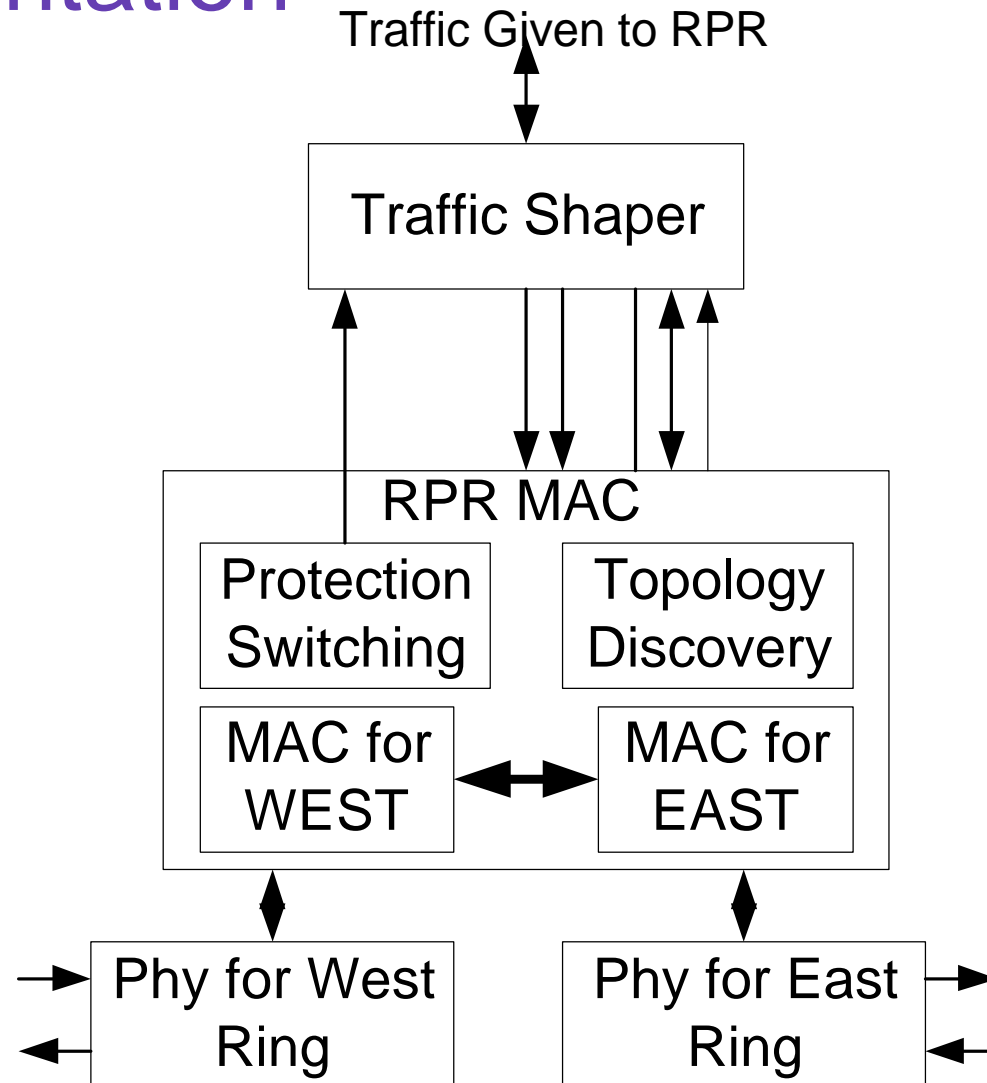 ntation
Traffic Given to RPR
Traffic Shaper
RPR MAC
Protection
Switching
Topology
Discovery
MAC for
WEST
MAC for
EAST
Phy for West
Ring
Phy for East
Ring